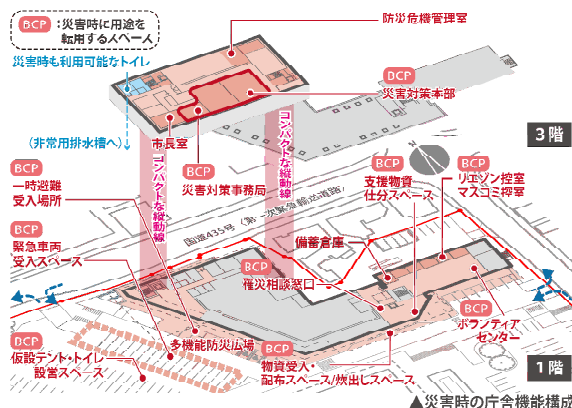 BCP :災害時に用途を
転用するスペース
災害時も利用可能なトイレ
防災危機管理室
BCP
災害対策本部
(非常用排水槽へ)
市長室
BCP
災害対策事務局
3階
コンパクトな縦動線
コンパクトな縦動線
BCP
一時避難
受入場所
国道435号(第一次緊急輸送道路)
N
BCP
支援物資
仕分スペース
BCP
リエゾン控室
マスコミ控室
BCP
緊急車両
受入スペース
備蓄倉庫
BCP
罹災相談窓口
BCP
ボランティア
センター
BCP
仮設テント・トイレ
設営スペース
多機能防災広場
BCP
物資受入・
配布スペース/炊出しスペース
1階
▲災害時の庁舎機能構成